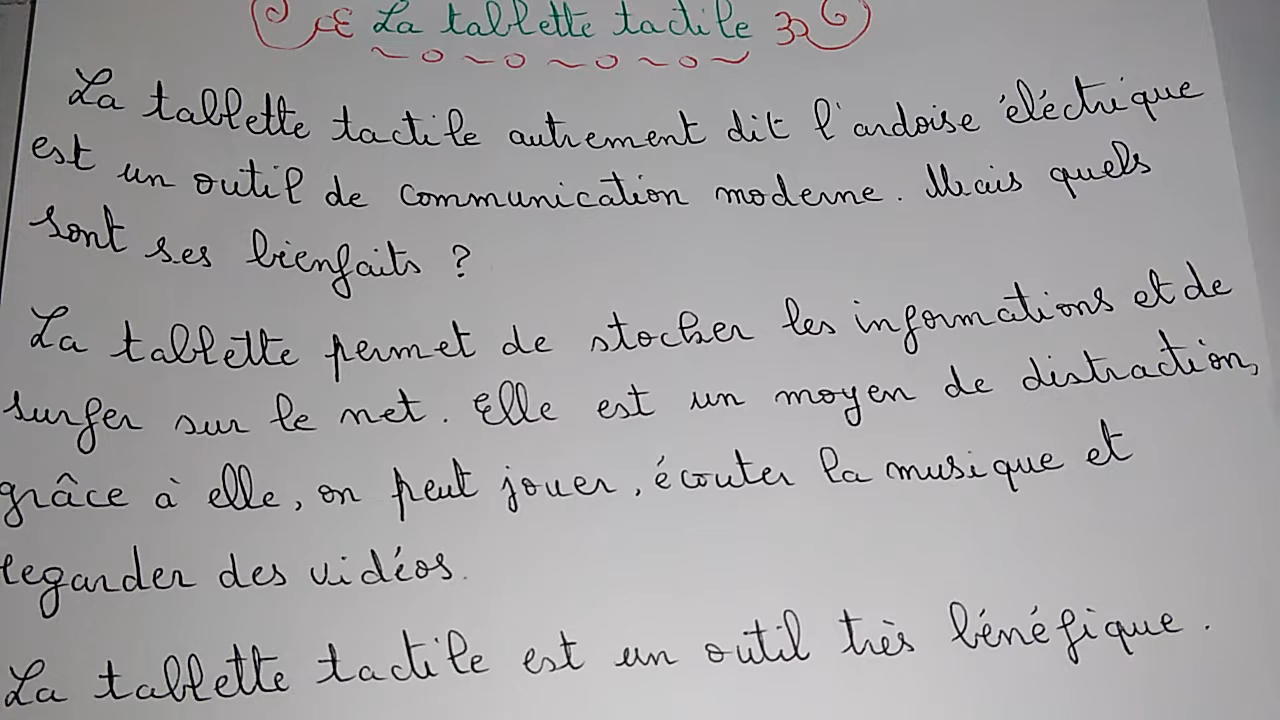 La tablette tactile
La tablette tactile autrement dit l'ardoise éléctrique
est un outil de communication moderne. Mais quels
sont ses bienfaits ?
La tablette permet de stocker les informations et de
surfer sur le net. Elle est un moyen de distraction,
grâce à elle, on peut jouer, écouter la musique et
regarder des vidéos.
La tablette tactile est un outil très bénéfique.